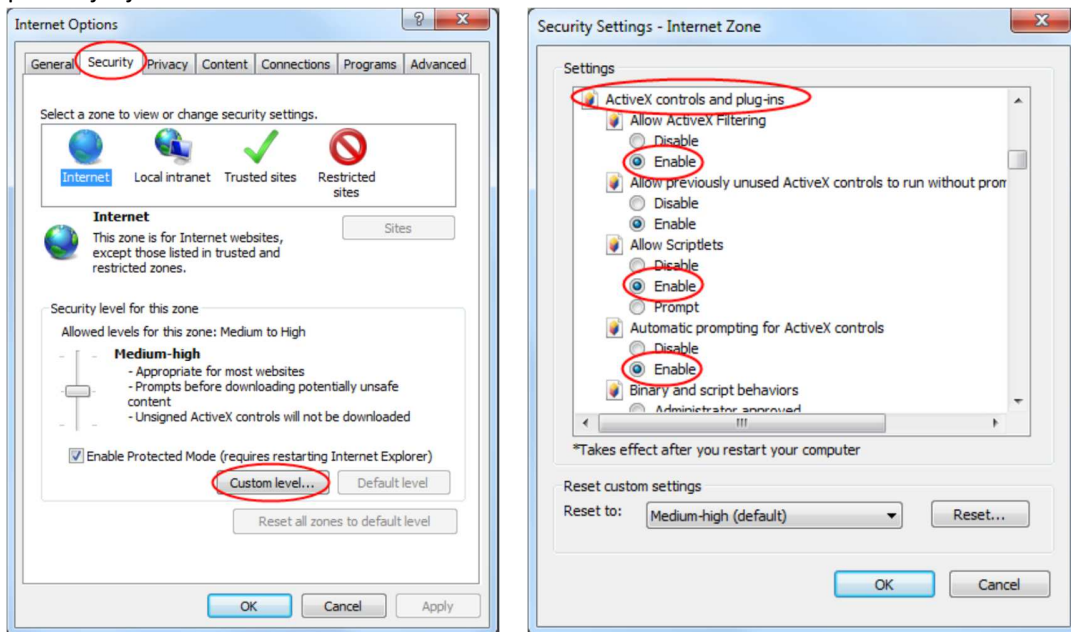 Internet Options
General Security Privacy Content Connections Programs Advanced
Select a zone to view or change security settings.
Internet Local intranet Trusted sites Restricted
sites
Internet
This zone is for Internet websites,
except those listed in trusted and
restricted zones.
Sites
Security level for this zone
Allowed levels for this zone: Medium to High
Medium-high
- Appropriate for most websites
- Prompts before downloading potentially unsafe
content
- Unsigned ActiveX controls will not be downloaded
Enable Protected Mode (requires restarting Internet Explorer)
Custom level... Default level
Reset all zones to default level
OK Cancel Apply
Security Settings - Internet Zone
Settings
ActiveX controls and plug-ins
Allow ActiveX Filtering
Disable
Enable
Allow previously unused ActiveX controls to run without prom
Disable
Enable
Allow Scriptlets
Disable
Enable
Prompt
Automatic prompting for ActiveX controls
Disable
Enable
Binary and script behaviors
Administrator approved
*Takes effect after you restart your computer
Reset custom settings
Reset to: Medium-high (default) Reset...
OK Cancel